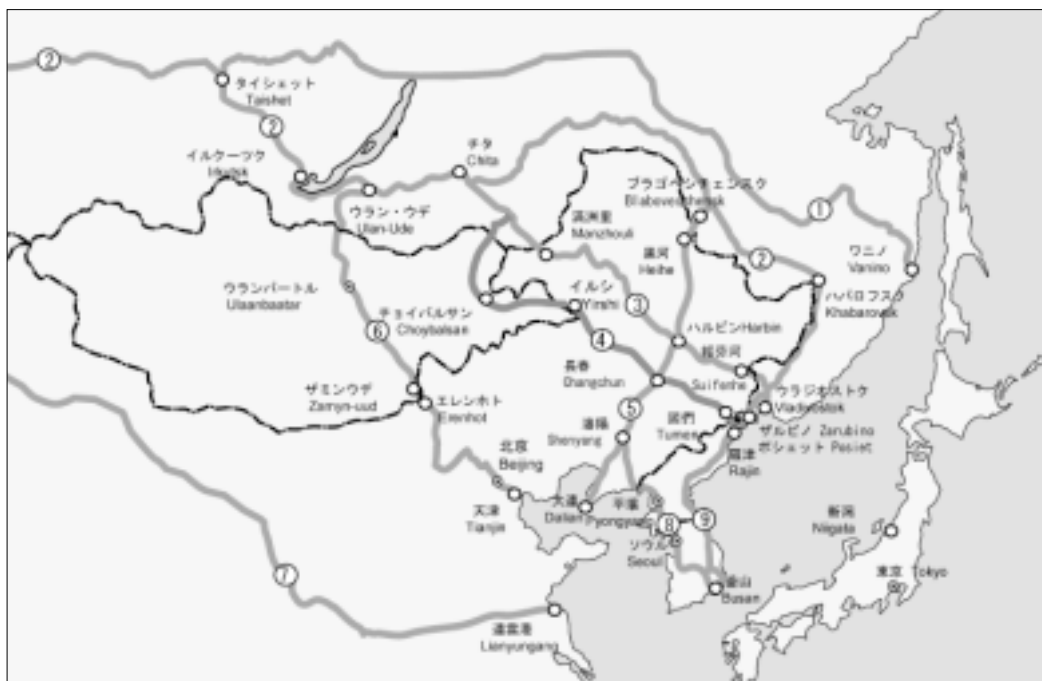 ②
タイシェット
Taishet
②
イルクーツク
Irkutsk
チタ
Chita
ウラン・ウデ
Ulan-Ude
満洲里
Manzhouli
ブラゴベシチェンスク
黒河
Heihe
①
②
ワニノ
Vanino
ハバロフスク
Khabarovsk
ウランバートル
Ulaanbaatar
チョイバルサン
Choybalsan
イルシ
Yirshi
③
⑥
④
ハルビン Harbin
綏芬河
Suifenhe
長春
Changchun
ザミンウデ
Zamyn-uud
エレンホト
Erenhot
⑤
瀋陽
Shenyang
図們
Tumen
ウラジオストク
Vladivostok
ザルビノ Zarubino
ポシェット Posiet
羅津
Rajin
北京
Beijing
天津
Tianjin
大連
Dalian
平壌
Pyongyang
⑧
⑨
ソウル
Seoul
釜山
Busan
新潟
Niigata
東京 Tokyo
⑦
連雲港
Lianyungang